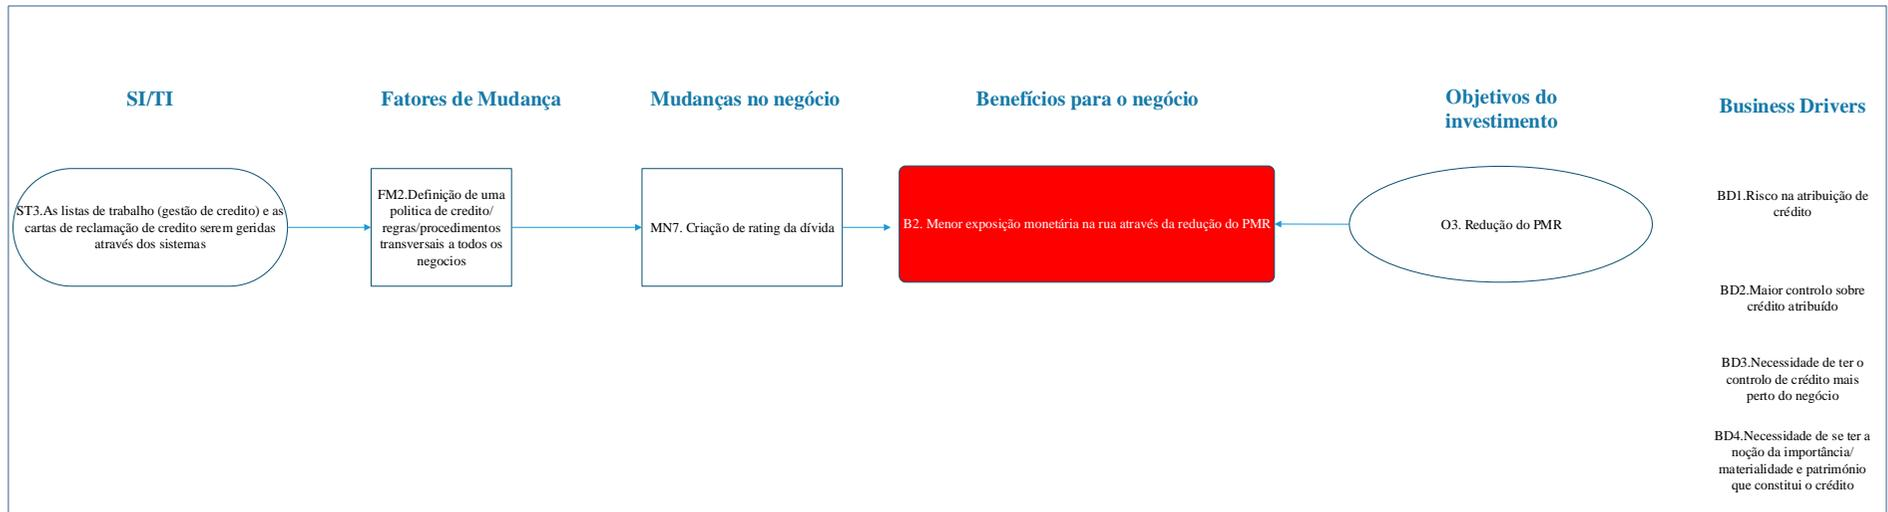 SI/TI
Fatores de Mudança
Mudanças no negócio
Benefícios para o negócio
Objetivos do
investimento
Business Drivers
ST3.As listas de trabalho (gestão de credito) e as
cartas de reclamação de credito serem geridas
através dos sistemas
FM2.Definição de uma
politica de credito/
regras/procedimentos
transversais a todos os
negocios
MN7. Criação de rating da dívida
B2. Menor exposição monetária na rua através da redução do PMR
O3. Redução do PMR
BD1.Risco na atribuição de
crédito
BD2.Maior controlo sobre
crédito atribuído
BD3.Necessidade de ter o
controlo de crédito mais
perto do negócio
BD4.Necessidade de se ter a
noção da importância/
materialidade e património
que constitui o crédito